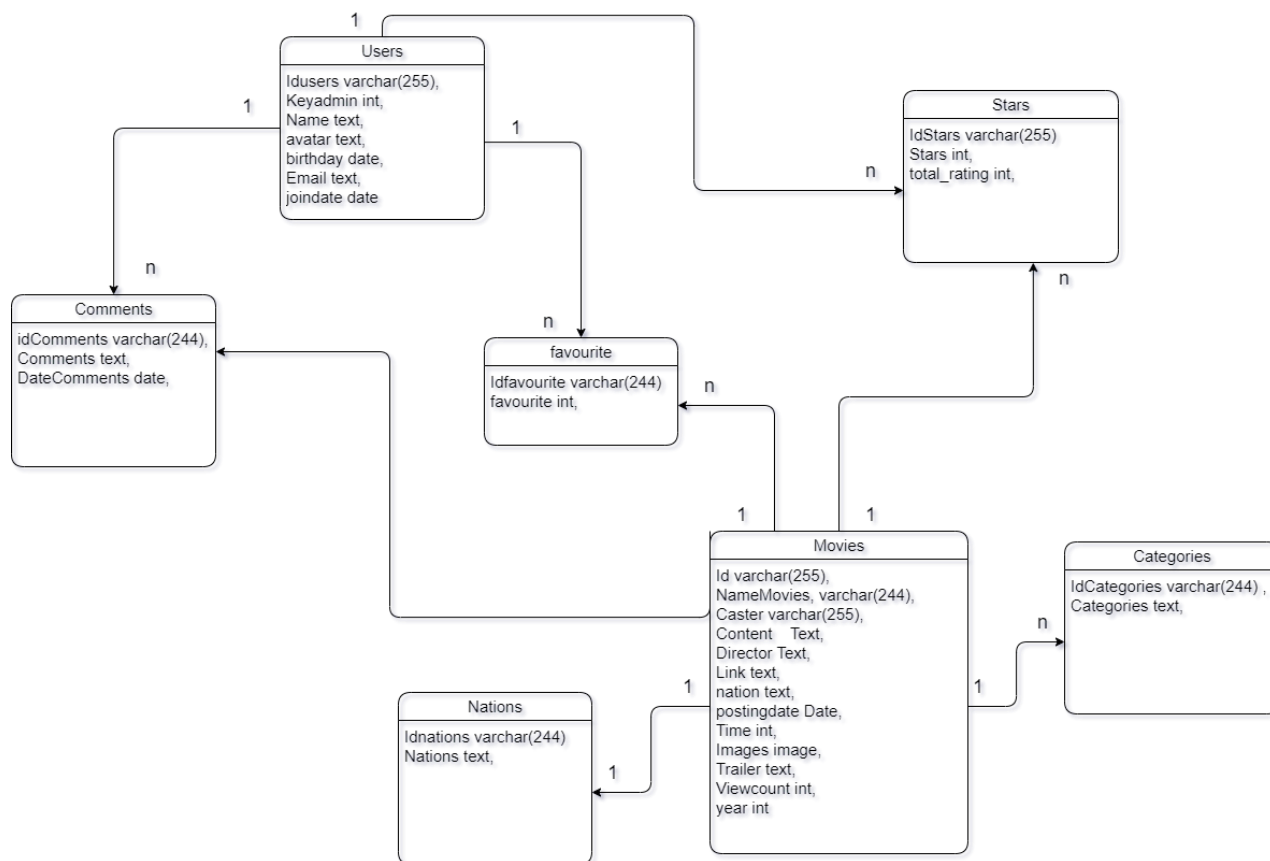 1
Users
Idusers varchar(255),
Keyadmin int,
Name text,
avatar text,
birthday date,
Email text,
joindate date
1
1
Stars
IdStars varchar(255)
Stars int,
total_rating int,
n
n
n
Comments
idComments varchar(244),
Comments text,
DateComments date,
n
favourite
Idfavourite varchar(244)
favourite int,
n
1
1
Movies
Id varchar(255),
NameMovies, varchar(244),
Caster varchar(255),
Content Text,
Director Text,
Link text,
nation text,
postingdate Date,
Time int,
Images image,
Trailer text,
Viewcount int,
year int
Categories
IdCategories varchar(244) ,
Categories text,
n
1
1
Nations
Idnations varchar(244)
Nations text,
1